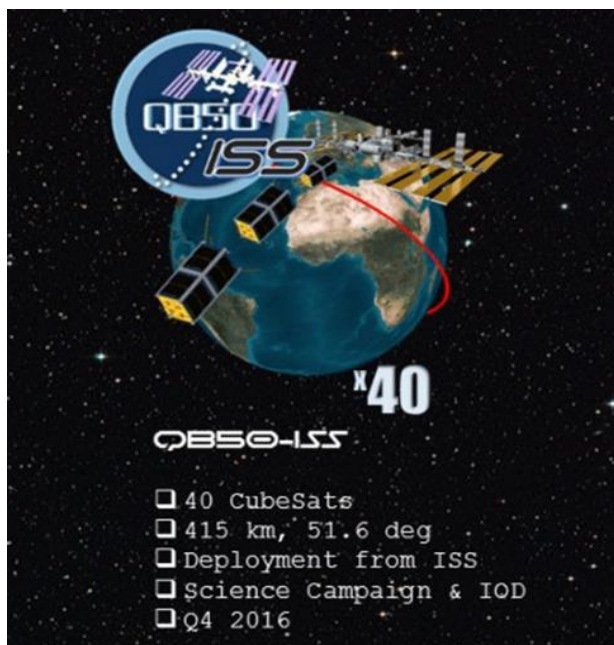 QB50
ISS
x40
QB50-ISS
❑ 40 CubeSats
❑ 415 km, 51.6 deg
❑ Deployment from ISS
❑ Science Campaign & IOD
❑ Q4 2016